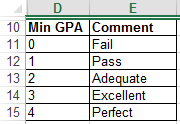 D E
10 Min GPA Comment
11 0 Fail
12 1 Pass
13 2 Adequate
14 3 Excellent
15 4 Perfect